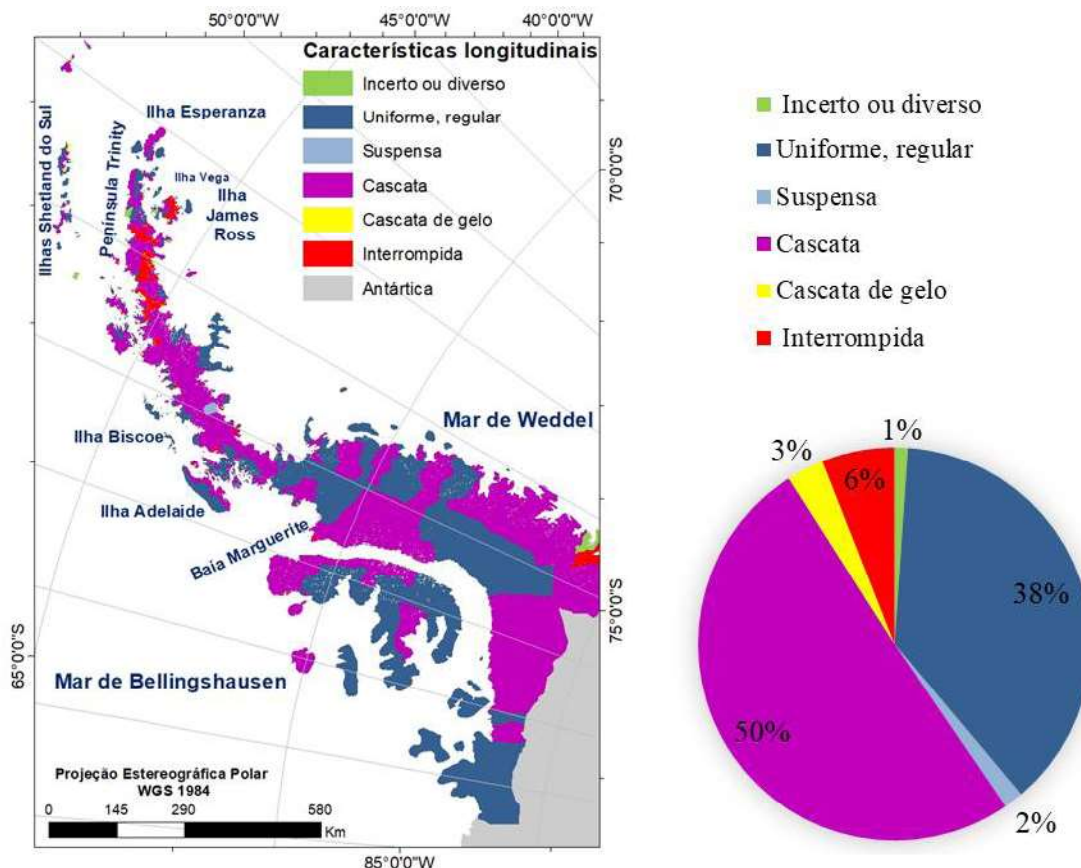 50°0'0"W
45°0'0"W
40°0'0"W
Características longitudinais
Incerto ou diverso
Uniforme, regular
Suspensa
Cascata
Cascata de gelo
Interrompida
Antártica
Ilhas Shetland do Sul
Península Trinity
Ilha Esperanza
Ilha Vega
Ilha
James
Ross
Ilha Biscoe
Ilha Adelaide
Baía Marguerite
Mar de Weddel
Mar de Bellingshausen
70°0'0"S
75°0'0"S
65°0'0"S
85°0'0"W
Projeção Estereográfica Polar
WGS 1984
0 145 290 580
Km
Incerto ou diverso
Uniforme, regular
Suspensa
Cascata
Cascata de gelo
Interrompida
1%
3%
6%
38%
50%
2%